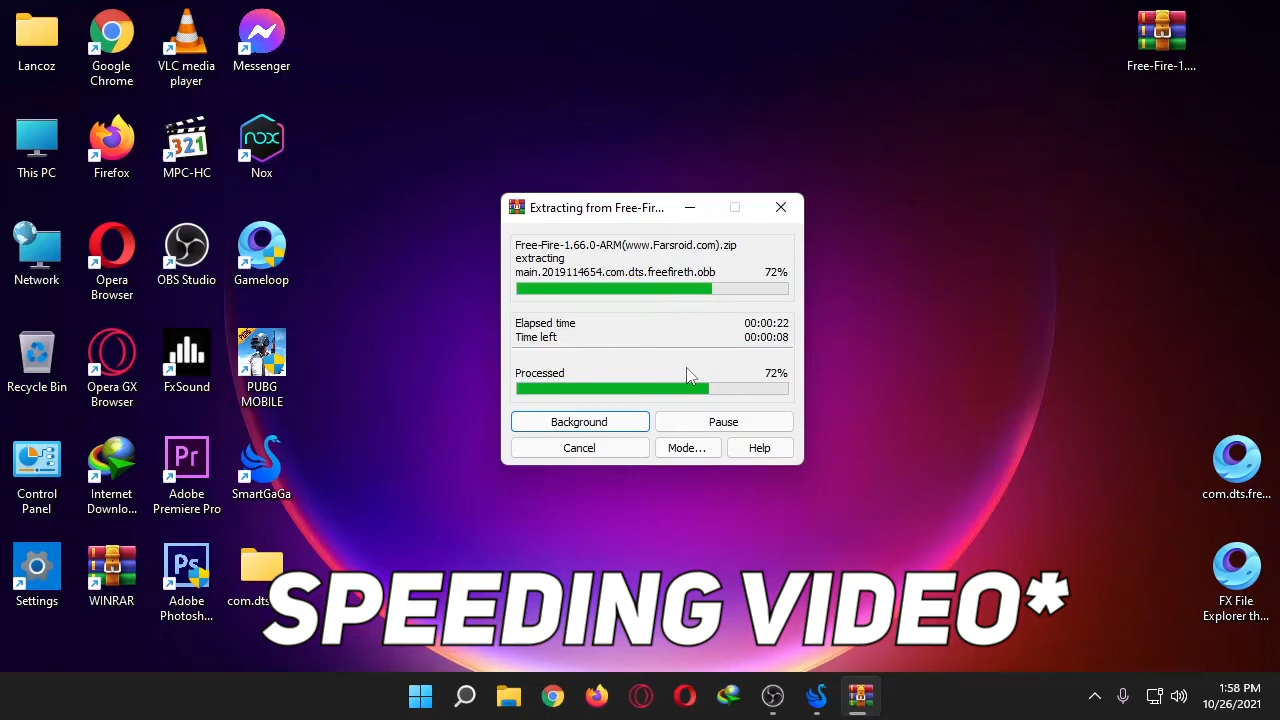 Lancoz
Google
Chrome
VLC media
player
Messenger
Free-Fire-1....
This PC
Firefox
321
MPC-HC
nox
Nox
Network
Opera
Browser
OBS Studio
Gameloop
Recycle Bin
Opera GX
Browser
FxSound
PUBG
MOBILE
Control
Panel
Internet
Downlo...
Pr
Adobe
Premiere Pro
SmartGaGa
Settings
WINRAR
Ps
Adobe
Photosh...
com.dts
com.dts.fre...
FX File
Explorer th...
Extracting from Free-Fir...
Free-Fire-1.66.0-ARM(www.Farsroid.com).zip
extracting
main.2019114654.com.dts.freefireth.obb 72%
Elapsed time 00:00:22
Time left 00:00:08
Processed 72%
Background Pause
Cancel Mode... Help
SPEEDING VIDEO*
1:58 PM
10/26/2021